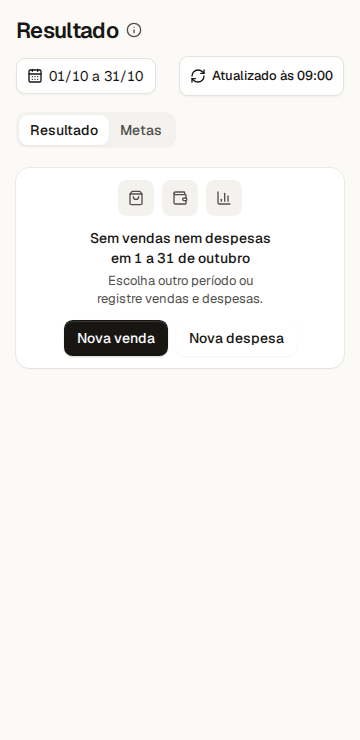 Resultado
01/10 a 31/10
Atualizado às 09:00
Resultado
Metas
Sem vendas nem despesas
em 1 a 31 de outubro
Escolha outro período ou
registre vendas e despesas.
Nova venda
Nova despesa